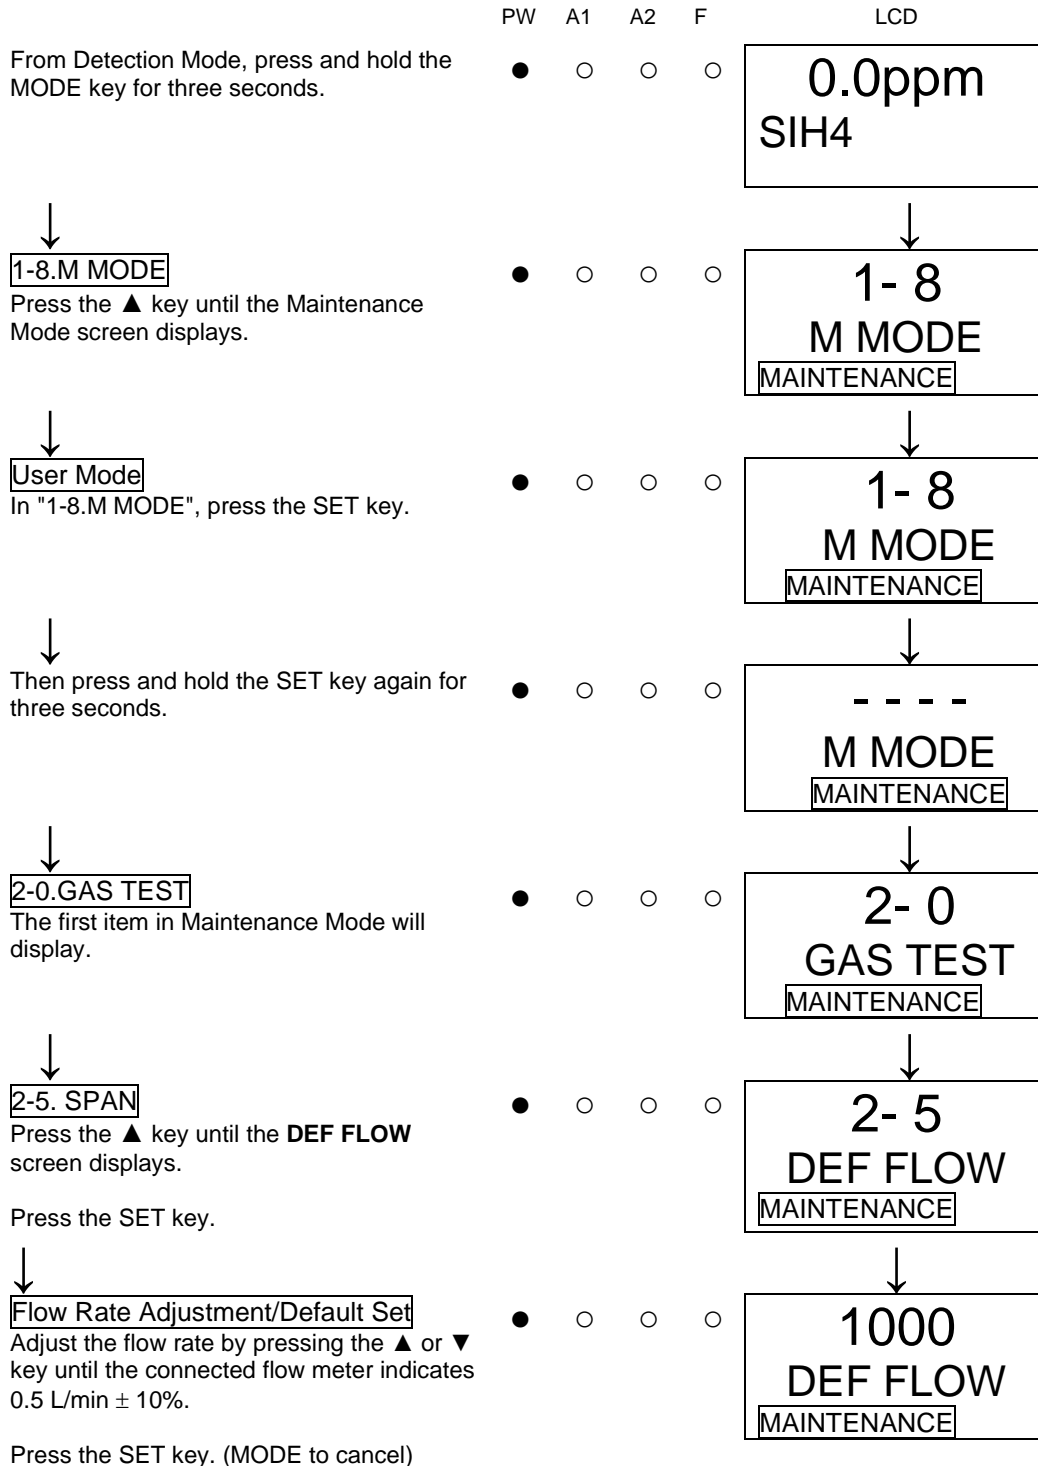 PW A1 A2 F LCD
From Detection Mode, press and hold the
MODE key for three seconds.
● ○ ○ ○
0.0ppm
SIH4
↓ ↓
1-8.M MODE
Press the ▲ key until the Maintenance
Mode screen displays.
● ○ ○ ○
1- 8
M MODE
MAINTENANCE
↓ ↓
User Mode
In "1-8.M MODE", press the SET key.
● ○ ○ ○
1- 8
M MODE
MAINTENANCE
↓ ↓
Then press and hold the SET key again for
three seconds.
● ○ ○ ○
- - - -
M MODE
MAINTENANCE
↓ ↓
2-0.GAS TEST
The first item in Maintenance Mode will
display.
● ○ ○ ○
2- 0
GAS TEST
MAINTENANCE
↓ ↓
2-5. SPAN
Press the ▲ key until the DEF FLOW
screen displays.
Press the SET key.
● ○ ○ ○
2- 5
DEF FLOW
MAINTENANCE
↓ ↓
Flow Rate Adjustment/Default Set
Adjust the flow rate by pressing the ▲ or ▼
key until the connected flow meter indicates
0.5 L/min ± 10%.
Press the SET key. (MODE to cancel)
● ○ ○ ○
1000
DEF FLOW
MAINTENANCE